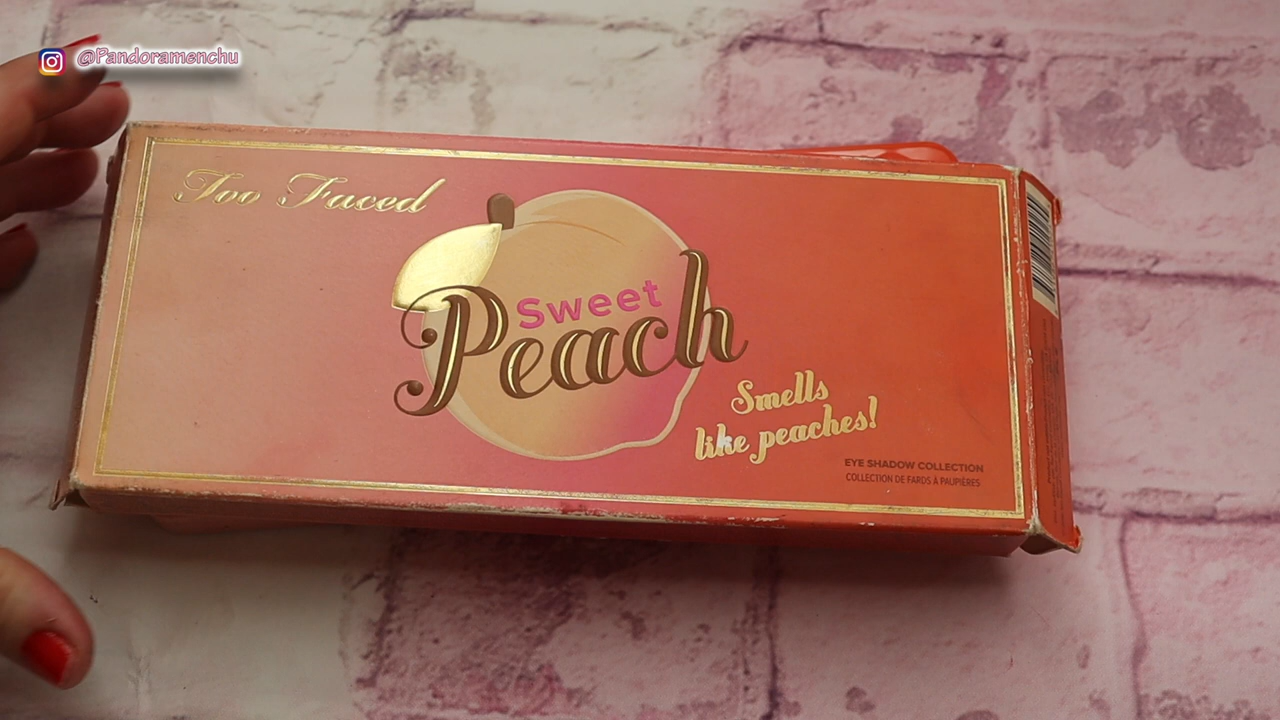 @Pandoramenchu
Too Faced
Sweet
Peach
Smells
like peaches!
EYE SHADOW COLLECTION
COLLECTION DE FARDS À PAUPIÈRES